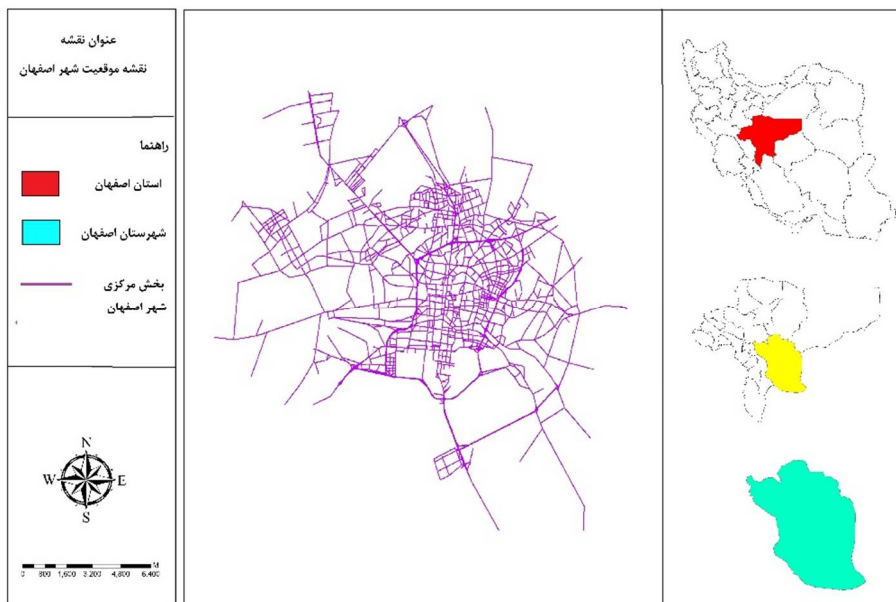 عنوان نقشه
نقشه موقعیت شهر اصفهان
راهنما
استان اصفهان
شهرستان اصفهان
بخش مرکزی
شهر اصفهان
N
W E
S
M
0 800 1,600 3,200 4,800 6,400